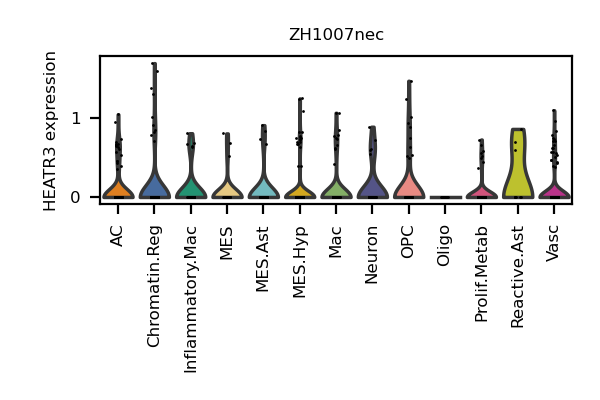 ZH1007nec
HEATR3 expression
1
0
AC
Chromatin.Reg
Inflammatory.Mac
MES
MES.Ast
MES.Hyp
Mac
Neuron
OPC
Oligo
Prolif.Metab
Reactive.Ast
Vasc